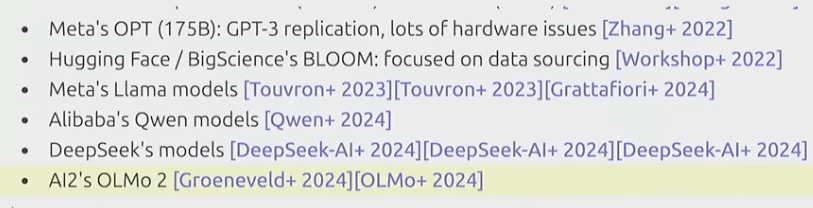 • Meta's OPT (175B): GPT-3 replication, lots of hardware issues [Zhang+ 2022]
• Hugging Face / BigScience's BLOOM: focused on data sourcing [Workshop+ 2022]
• Meta's Llama models [Touvron+ 2023][Touvron+ 2023][Grattafiori+ 2024]
• Alibaba's Qwen models [Qwen+ 2024]
• DeepSeek's models [DeepSeek-AI+ 2024][DeepSeek-AI+ 2024][DeepSeek-AI+ 2024]
• AI2's OLMo 2 [Groeneveld+ 2024][OLMo+ 2024]